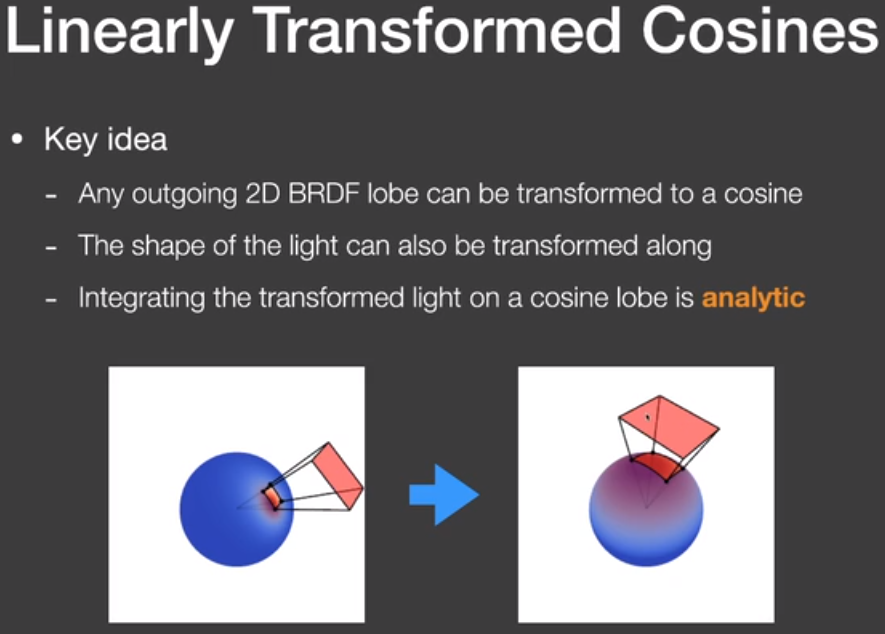 Linearly Transformed Cosines
• Key idea
- Any outgoing 2D BRDF lobe can be transformed to a cosine
- The shape of the light can also be transformed along
- Integrating the transformed light on a cosine lobe is analytic